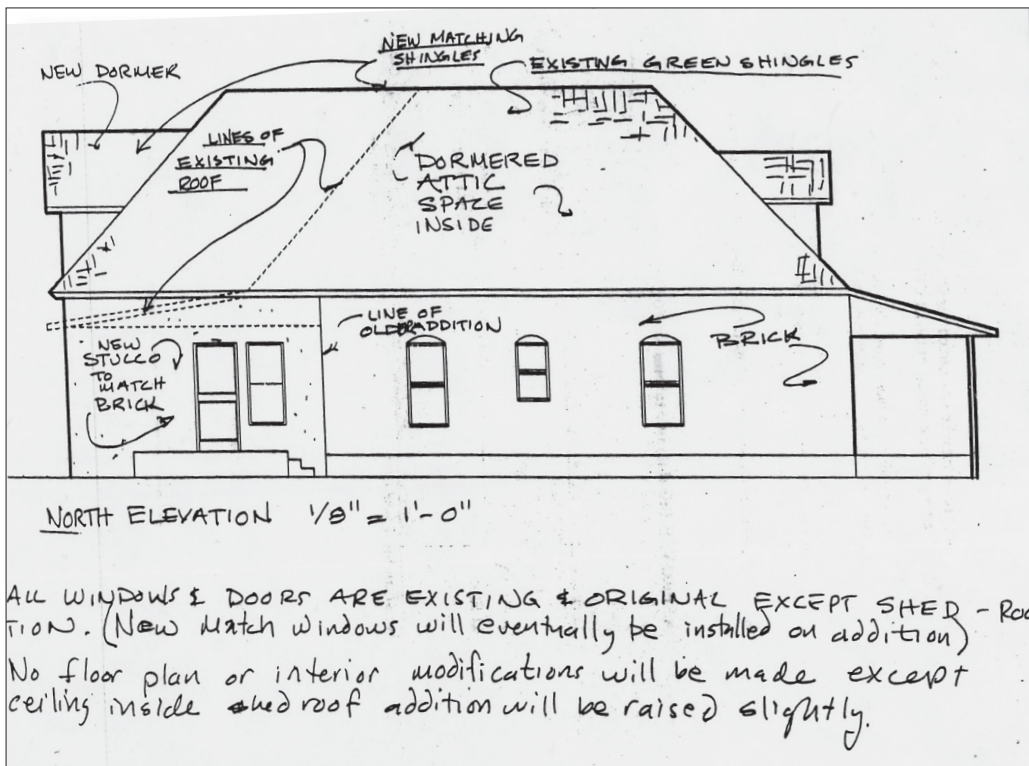 NEW MATCHING
SHINGLES
NEW DORMER
EXISTING GREEN SHINGLES
LINES OF
EXISTING
ROOF
DORMERED
ATTIC
SPACE
INSIDE
LINE OF
ADDITION
BRICK
NEW
STUCCO
TO
MATCH
BRICK
NORTH ELEVATION 1/8" = 1'-0"
ALL WINDOWS & DOORS ARE EXISTING & ORIGINAL EXCEPT SHED - ROO
TION. (New Match windows will eventually be installed on addition)
No floor plan or interior modifications will be made except
ceiling inside shed roof addition will be raised slightly.